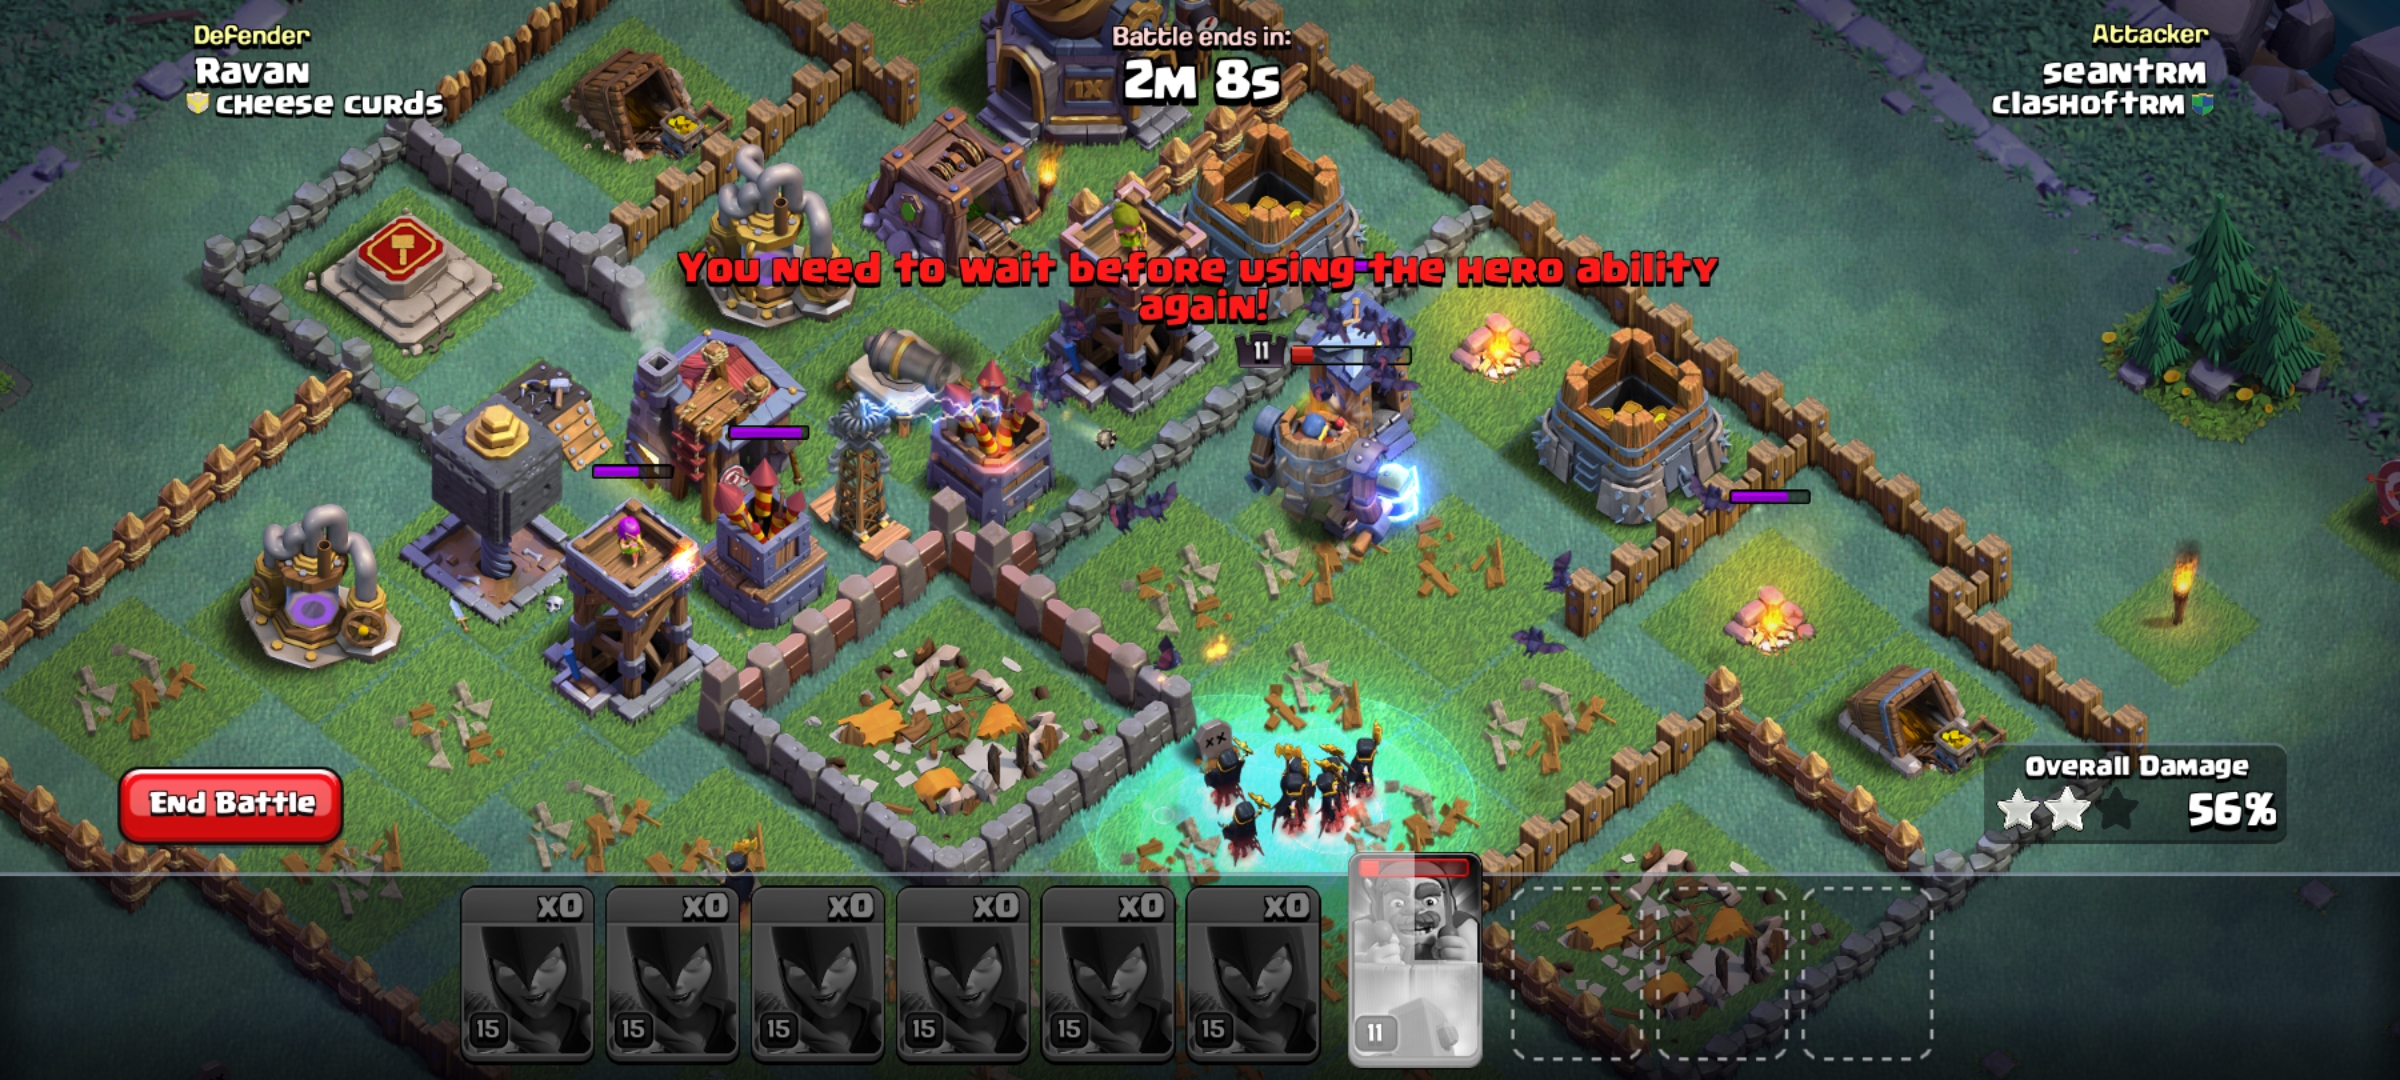 Defender
Ravan
cheese curds
Battle ends in:
2m 8s
Attacker
seantrm
clashoftrm
IX
You need to wait before using the Hero ability
again!
11
End Battle
Overall Damage
56%
x0
x0
x0
x0
x0
x0
15
15
15
15
15
15
11